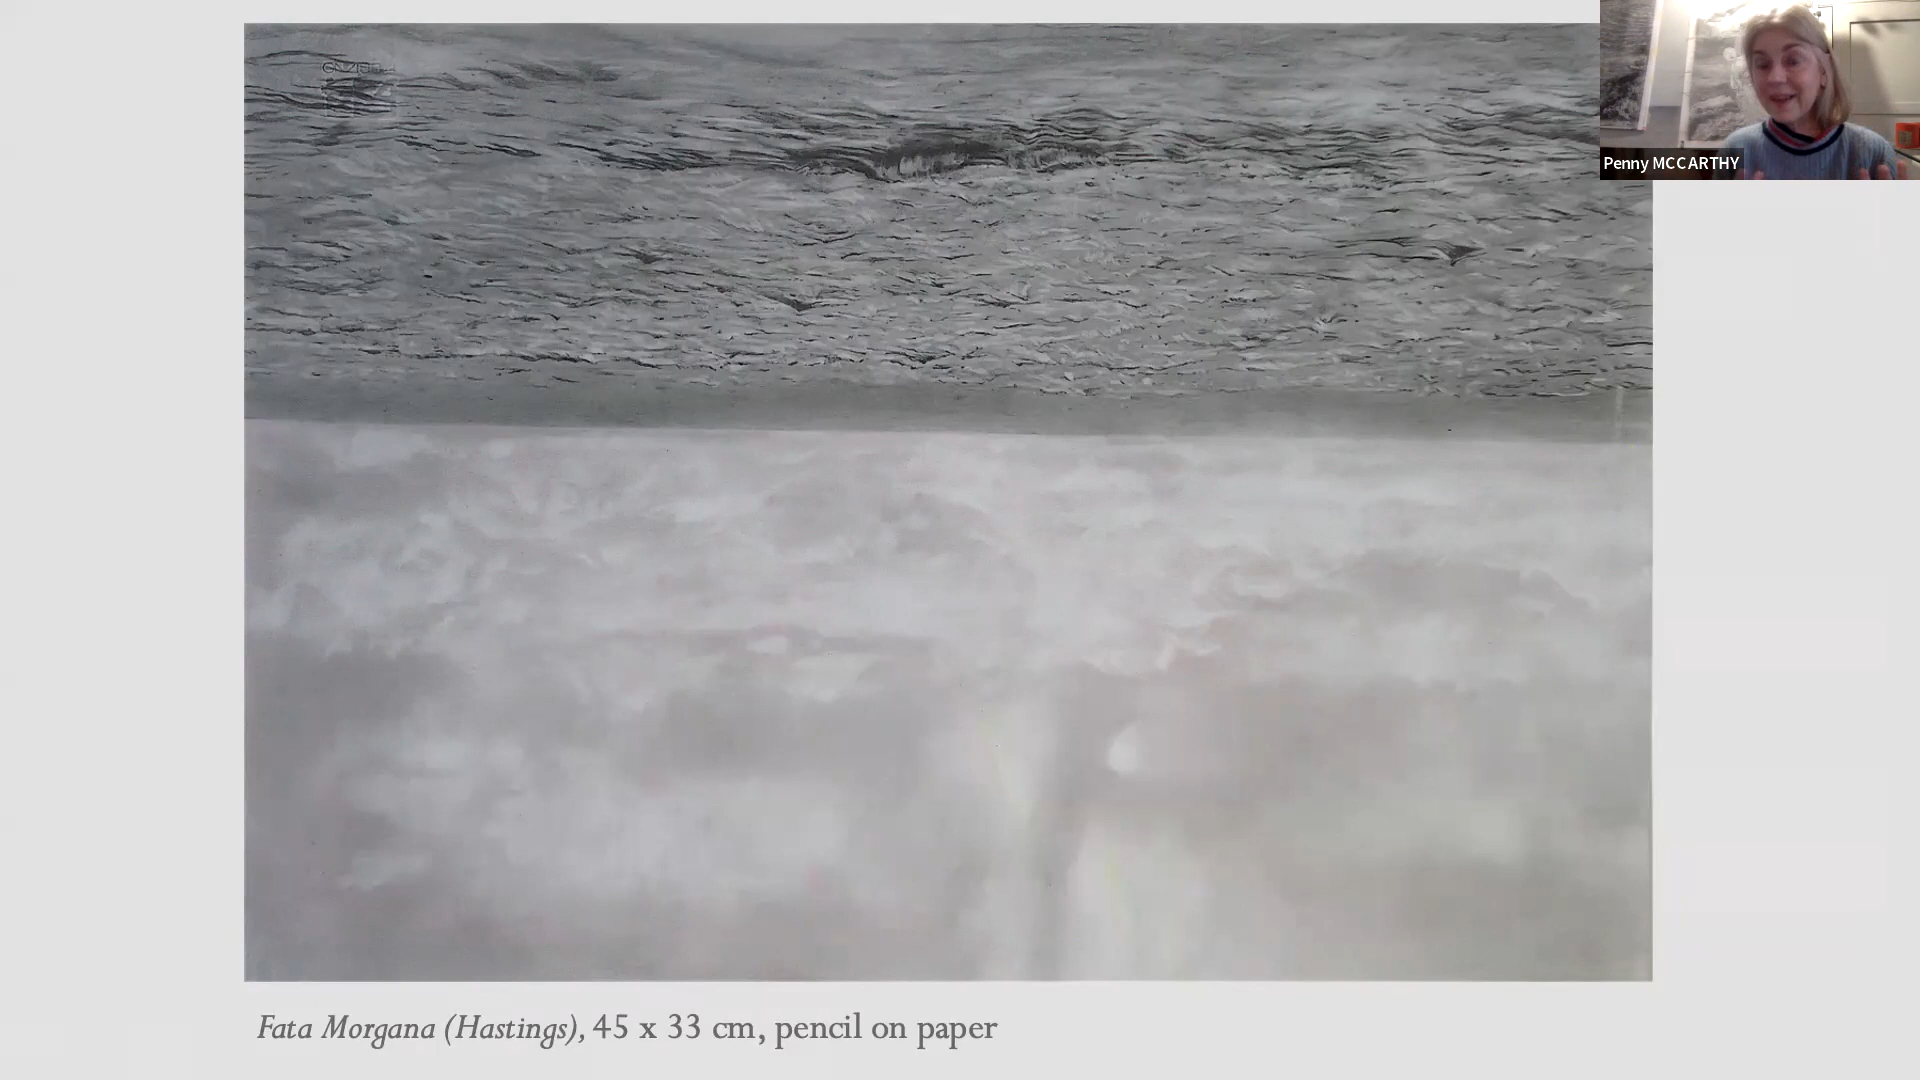 Penny MCCARTHY
Fata Morgana (Hastings), 45 x 33 cm, pencil on paper